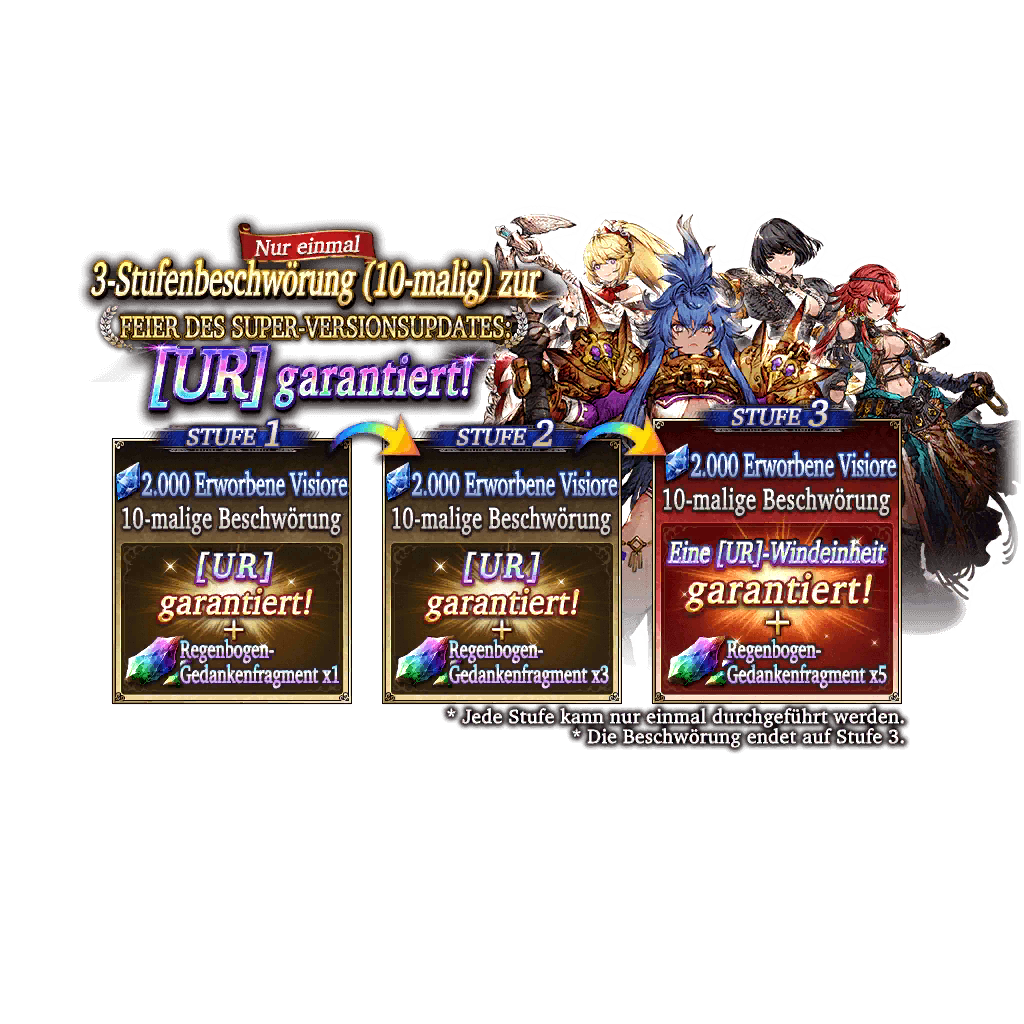 Nur einmal
3-Stufenbeschwörung (10-malig) zur
FEIER DES SUPER-VERSIONSUPDATES:
[UR] garantiert!
STUFE 1
2.000 Erworbene Visiore
10-malige Beschwörung
[UR]
garantiert!
+
Regenbogen-
Gedankenfragment x1
STUFE 2
2.000 Erworbene Visiore
10-malige Beschwörung
[UR]
garantiert!
+
Regenbogen-
Gedankenfragment x3
STUFE 3
2.000 Erworbene Visiore
10-malige Beschwörung
Eine [UR]-Windeinheit
garantiert!
+
Regenbogen-
Gedankenfragment x5
* Jede Stufe kann nur einmal durchgeführt werden.
* Die Beschwörung endet auf Stufe 3.